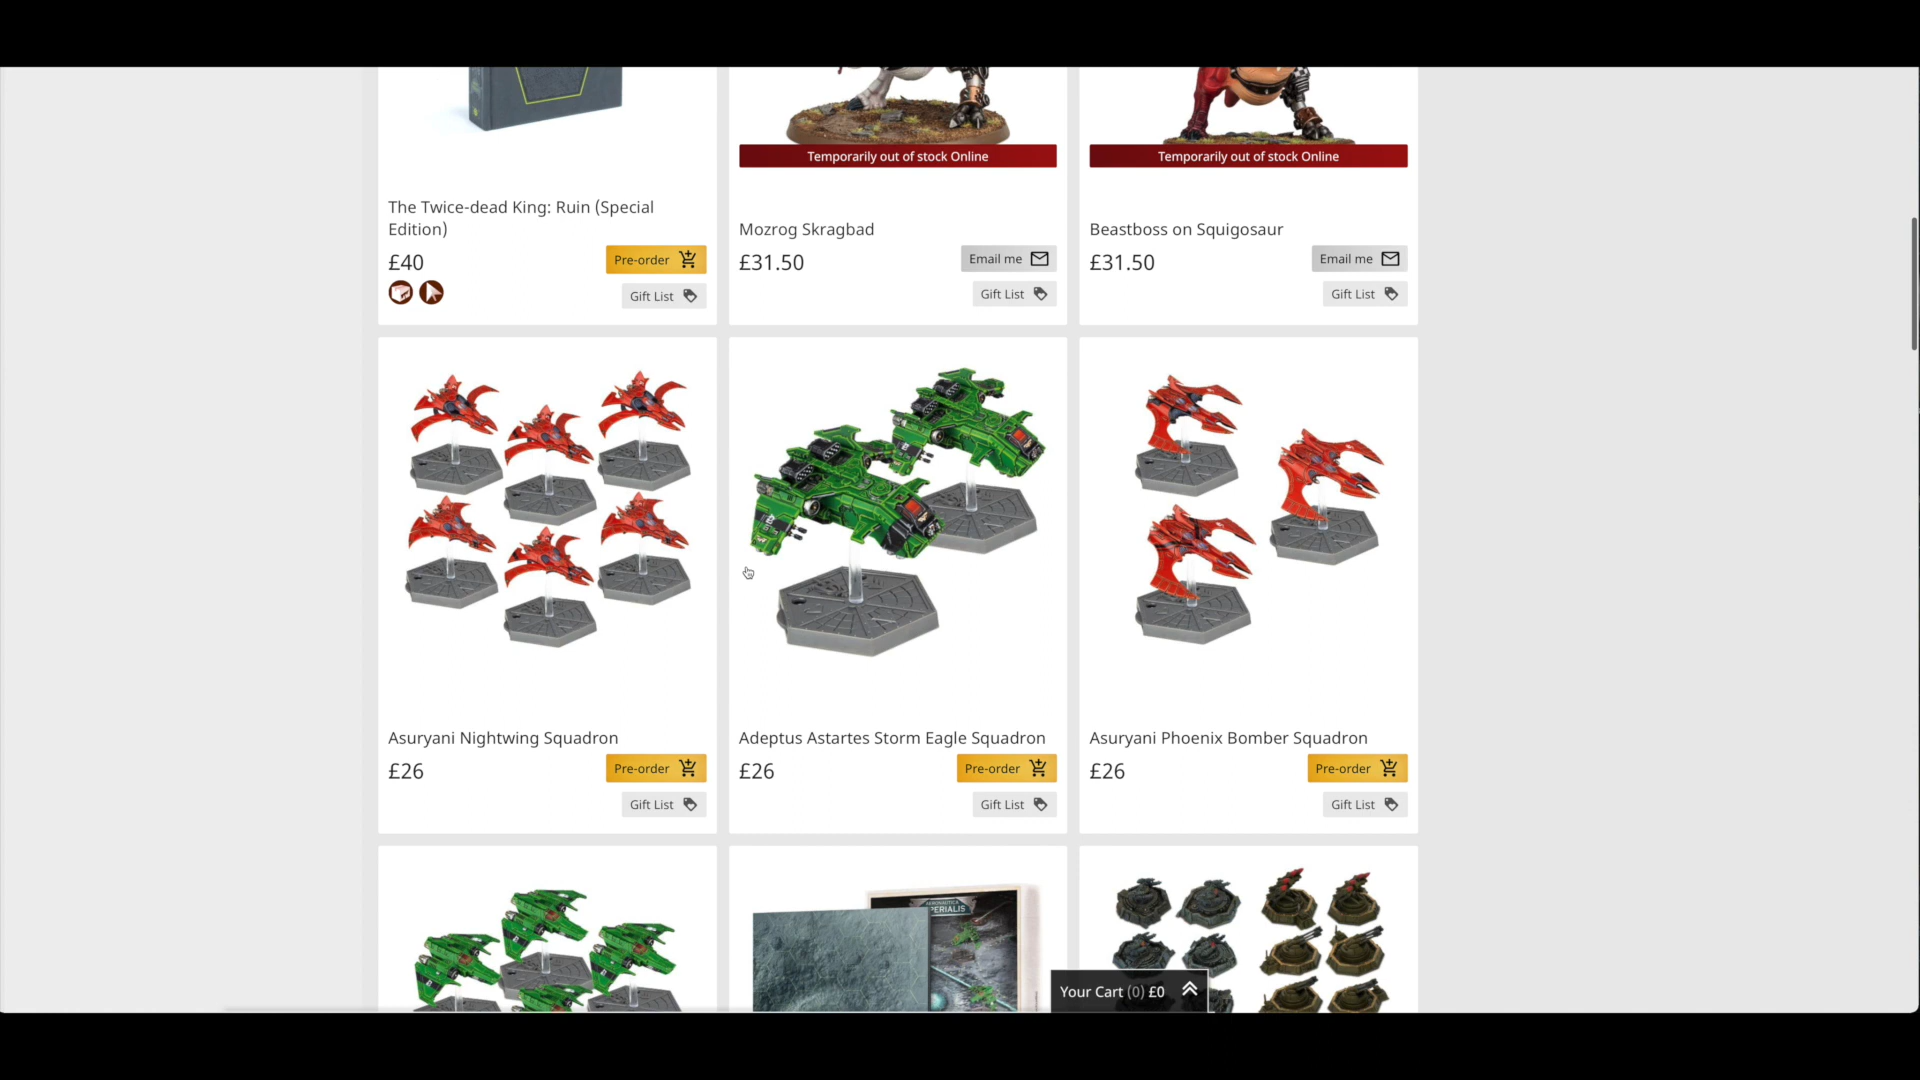 Temporarily out of stock Online
Temporarily out of stock Online
The Twice-dead King: Ruin (Special
Edition)
£40
Pre-order
Gift List
Mozrog Skragbad
£31.50
Email me
Gift List
Beastboss on Squigosaur
£31.50
Email me
Gift List
Asuryani Nightwing Squadron
£26
Pre-order
Gift List
Adeptus Astartes Storm Eagle Squadron
£26
Pre-order
Gift List
Asuryani Phoenix Bomber Squadron
£26
Pre-order
Gift List
AERONAUTICA
Your Cart (0) £0